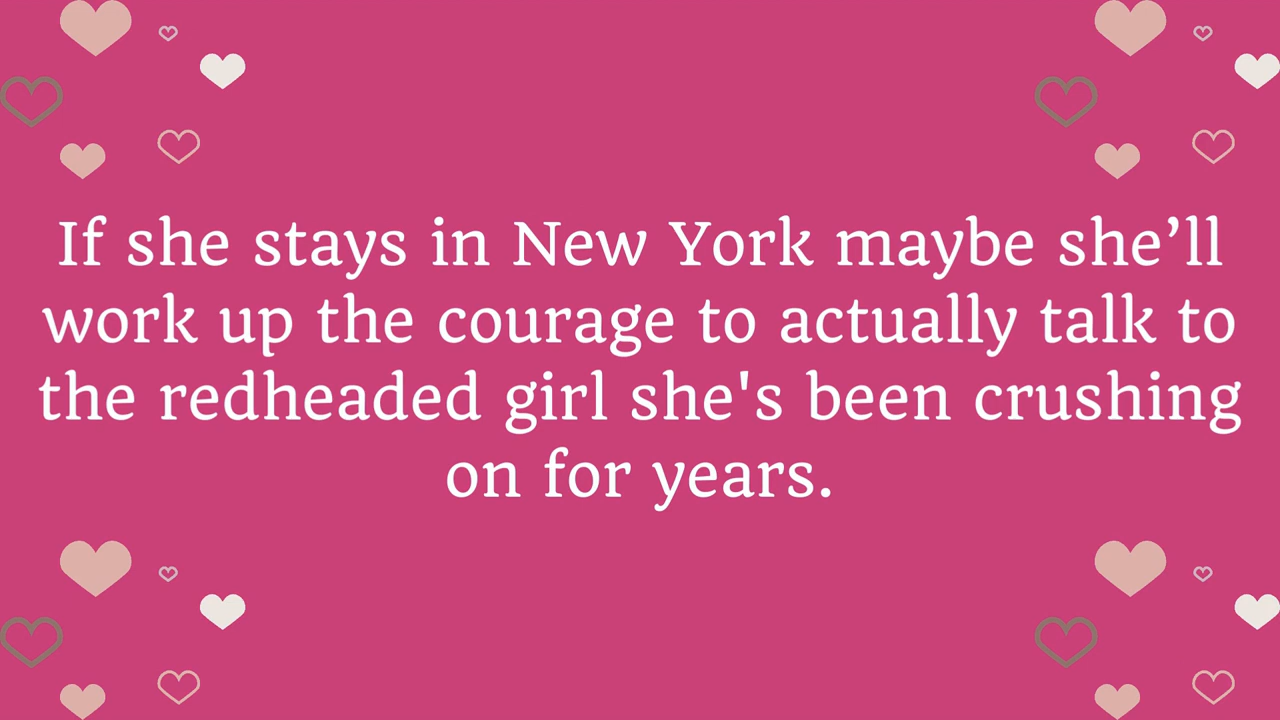 If she stays in New York maybe she’ll
work up the courage to actually talk to
the redheaded girl she's been crushing
on for years.